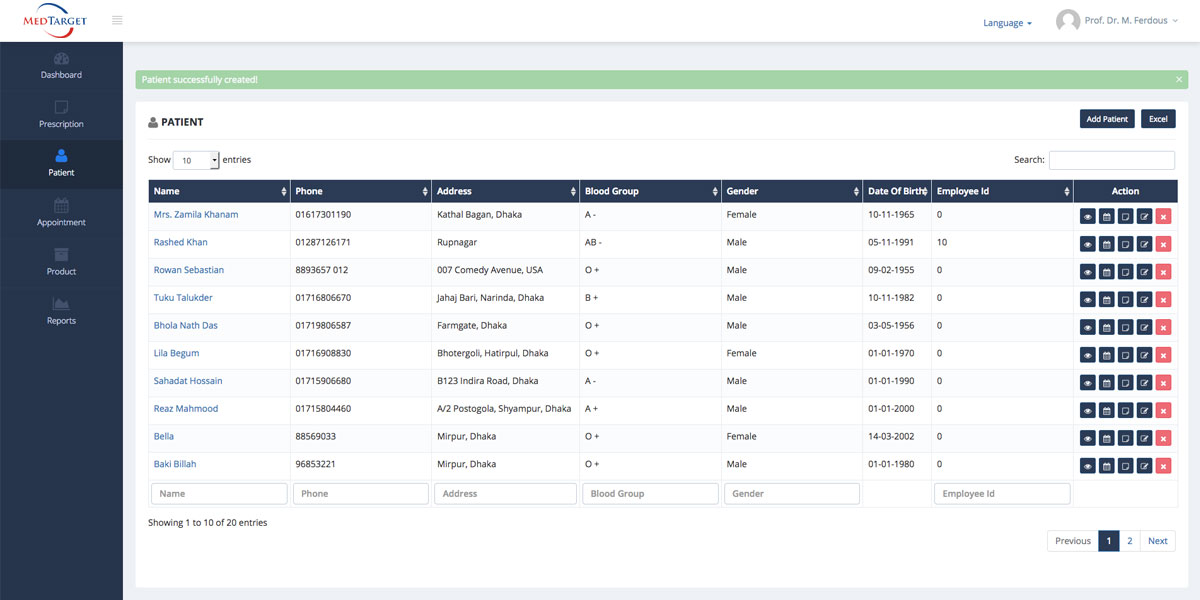 MEDTARGET
Language
Prof. Dr. M. Ferdous
Dashboard
Prescription
Patient
Appointment
Product
Reports
Patient successfully created!
×
PATIENT
Add Patient
Excel
Show 10 entries
Search:
Name Phone Address Blood Group Gender Date Of Birth Employee Id Action
Mrs. Zamila Khanam 01617301190 Kathal Bagan, Dhaka A - Female 10-11-1965 0
Rashed Khan 01287126171 Rupnagar AB - Male 05-11-1991 10
Rowan Sebastian 8893657 012 007 Comedy Avenue, USA O + Male 09-02-1955 0
Tuku Talukder 01716806670 Jahaj Bari, Narinda, Dhaka B + Male 10-11-1982 0
Bhola Nath Das 01719806587 Farmgate, Dhaka O + Male 03-05-1956 0
Lila Begum 01716908830 Bhotergoli, Hatirpul, Dhaka O + Female 01-01-1970 0
Sahadat Hossain 01715906680 B123 Indira Road, Dhaka A - Male 01-01-1990 0
Reaz Mahmood 01715804460 A/2 Postogola, Shyampur, Dhaka A + Male 01-01-2000 0
Bella 88569033 Mirpur, Dhaka O + Female 14-03-2002 0
Baki Billah 96853221 Mirpur, Dhaka O + Male 01-01-1980 0
Name Phone Address Blood Group Gender Employee Id
Showing 1 to 10 of 20 entries
Previous 1 2 Next